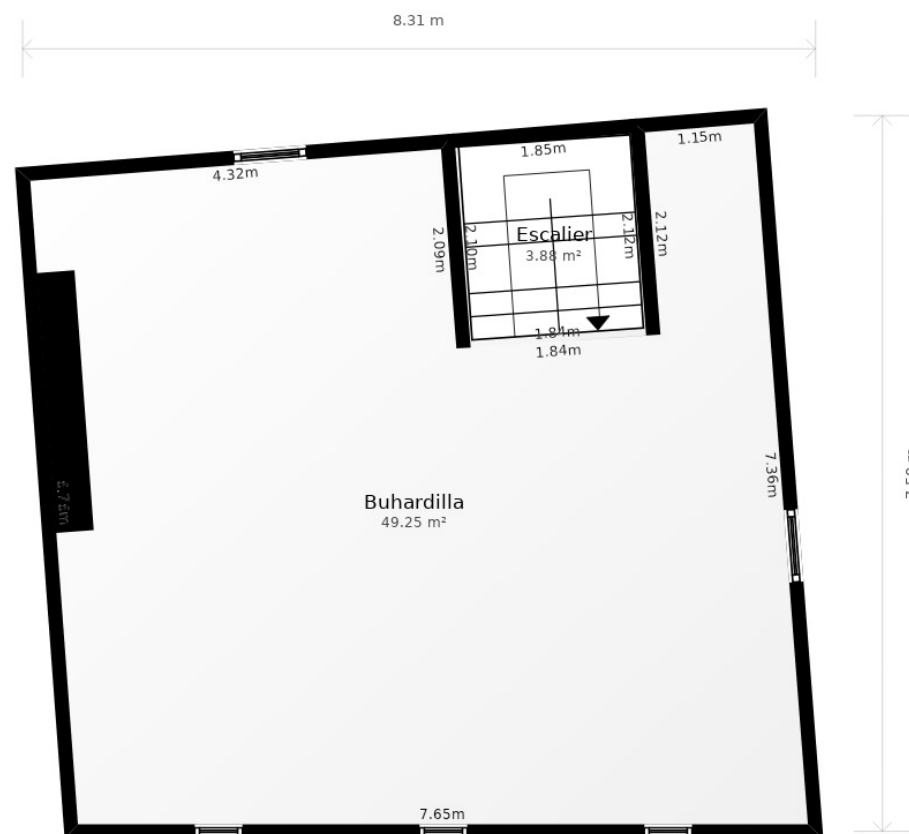 8.31 m
1.15m
1.85m
4.32m
2.09m
2.10m
2.12m
2.12m
Escalier
3.88 m²
1.84m
1.84m
7.36m
Buhardilla
49.25 m²
7.65m